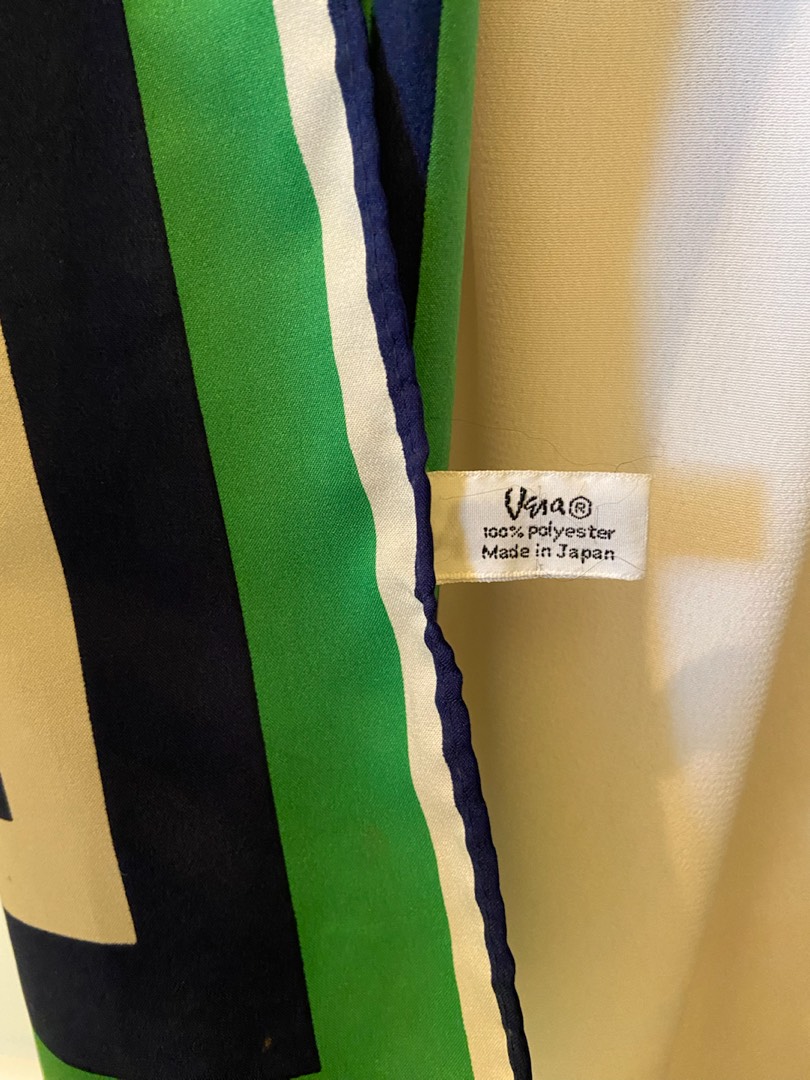 Vera®
100% polyester
Made in Japan